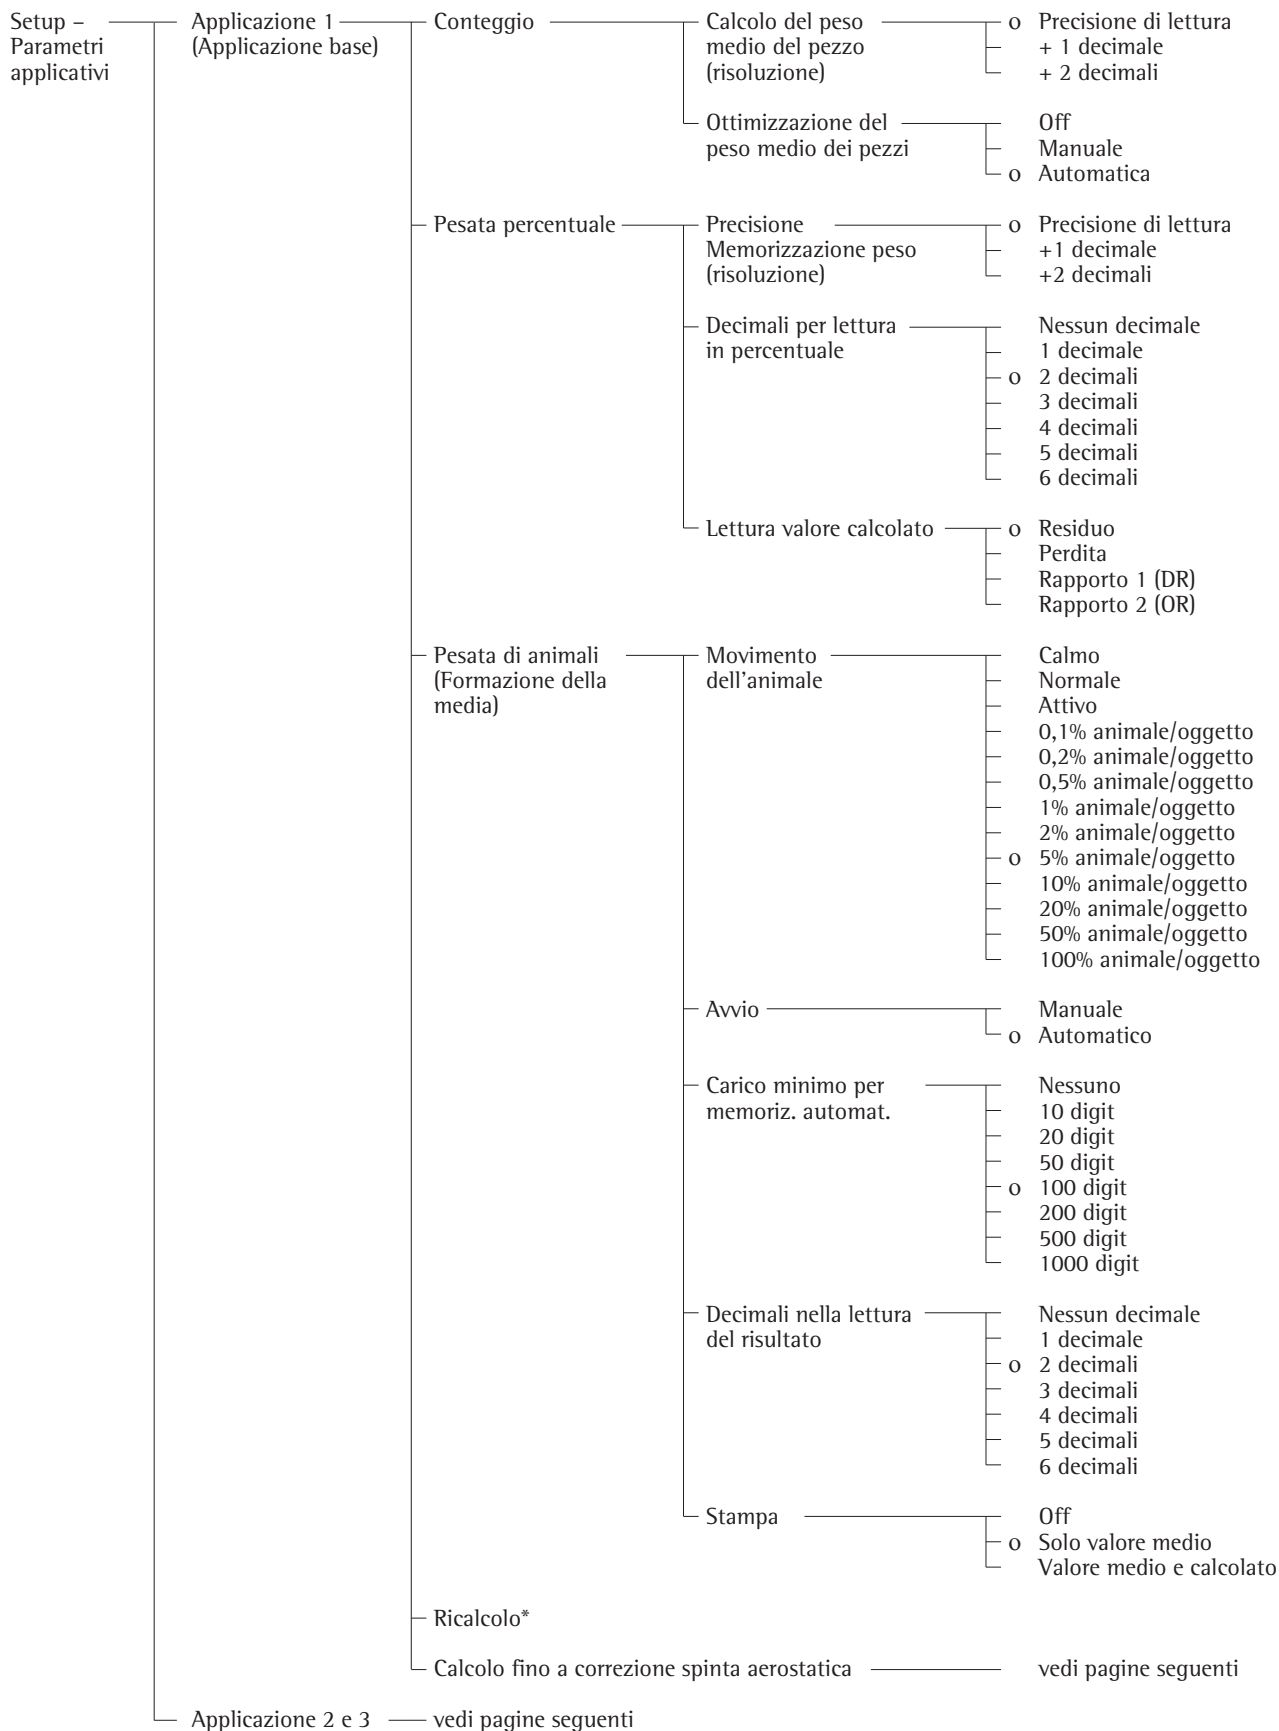 Setup –
Parametri
applicativi
Applicazione 1
(Applicazione base)
Conteggio
Calcolo del peso
medio del pezzo
(risoluzione)
o Precisione di lettura
+ 1 decimale
+ 2 decimali
Ottimizzazione del
peso medio dei pezzi
Off
Manuale
o Automatica
Pesata percentuale
Precisione
Memorizzazione peso
(risoluzione)
o Precisione di lettura
+1 decimale
+2 decimali
Decimali per lettura
in percentuale
Nessun decimale
1 decimale
o 2 decimali
3 decimali
4 decimali
5 decimali
6 decimali
Lettura valore calcolato
o Residuo
Perdita
Rapporto 1 (DR)
Rapporto 2 (OR)
Pesata di animali
(Formazione della
media)
Movimento
dell'animale
Calmo
Normale
Attivo
0,1% animale/oggetto
0,2% animale/oggetto
0,5% animale/oggetto
1% animale/oggetto
2% animale/oggetto
o 5% animale/oggetto
10% animale/oggetto
20% animale/oggetto
50% animale/oggetto
100% animale/oggetto
Avvio
Manuale
o Automatico
Carico minimo per
memoriz. automat.
Nessuno
10 digit
20 digit
50 digit
o 100 digit
200 digit
500 digit
1000 digit
Decimali nella lettura
del risultato
Nessun decimale
1 decimale
o 2 decimali
3 decimali
4 decimali
5 decimali
6 decimali
Stampa
Off
o Solo valore medio
Valore medio e calcolato
Ricalcolo*
Calcolo fino a correzione spinta aerostatica
vedi pagine seguenti
Applicazione 2 e 3
vedi pagine seguenti